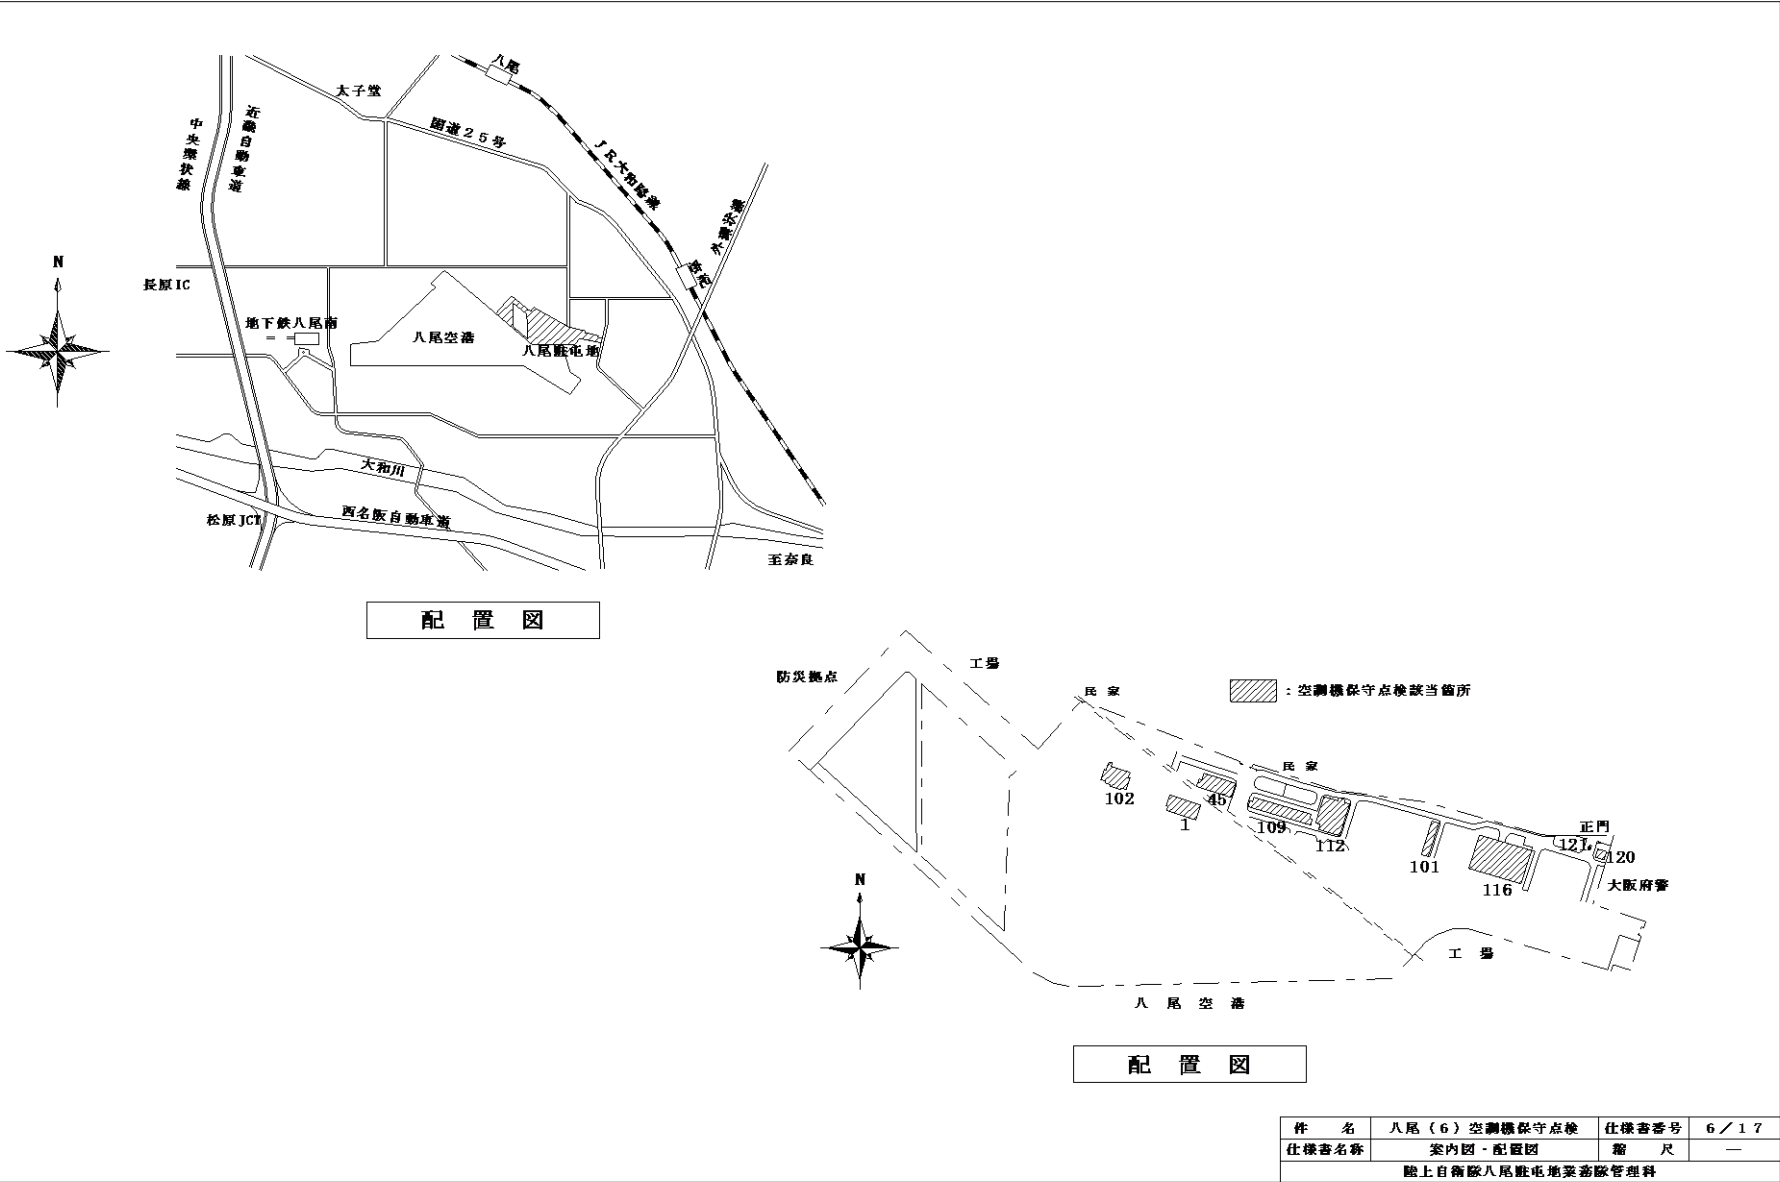 八尾
太子堂
国道25号
近畿自動車道
中央環状線
JR大和路線
外環状線
志紀
N
長原IC
地下鉄八尾南
八尾空港
八尾駐屯地
大和川
松原JCT
西名阪自動車道
至奈良
配置図
防災拠点
工場
民家
：空調機保守点検該当箇所
民家
102
45
1
109
112
101
116
正門
121
120
大阪府警
N
工場
八尾空港
配置図
件名 八尾（6）空調機保守点検 仕様書番号 6／17
仕様書名称 案内図・配置図 縮尺 ―
陸上自衛隊八尾駐屯地業務隊管理科